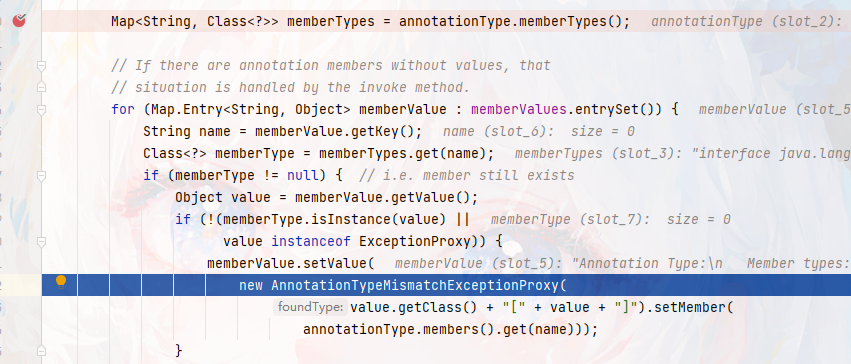 Map<String, Class<?>> memberTypes = annotationType.memberTypes();   annotationType (slot_2):
// If there are annotation members without values, that
// situation is handled by the invoke method.
for (Map.Entry<String, Object> memberValue : memberValues.entrySet()) {   memberValue (slot_5
String name = memberValue.getKey();   name (slot_6):  size = 0
Class<?> memberType = memberTypes.get(name);   memberTypes (slot_3): "interface java.lang
if (memberType != null) {  // i.e. member still exists
Object value = memberValue.getValue();
if (!(memberType.isInstance(value) ||   memberType (slot_7):  size = 0
value instanceof ExceptionProxy)) {
memberValue.setValue(   memberValue (slot_5): "Annotation Type:\n   Member types:
new AnnotationTypeMismatchExceptionProxy(
foundType: value.getClass() + "[" + value + "]").setMember(
annotationType.members().get(name)));
}